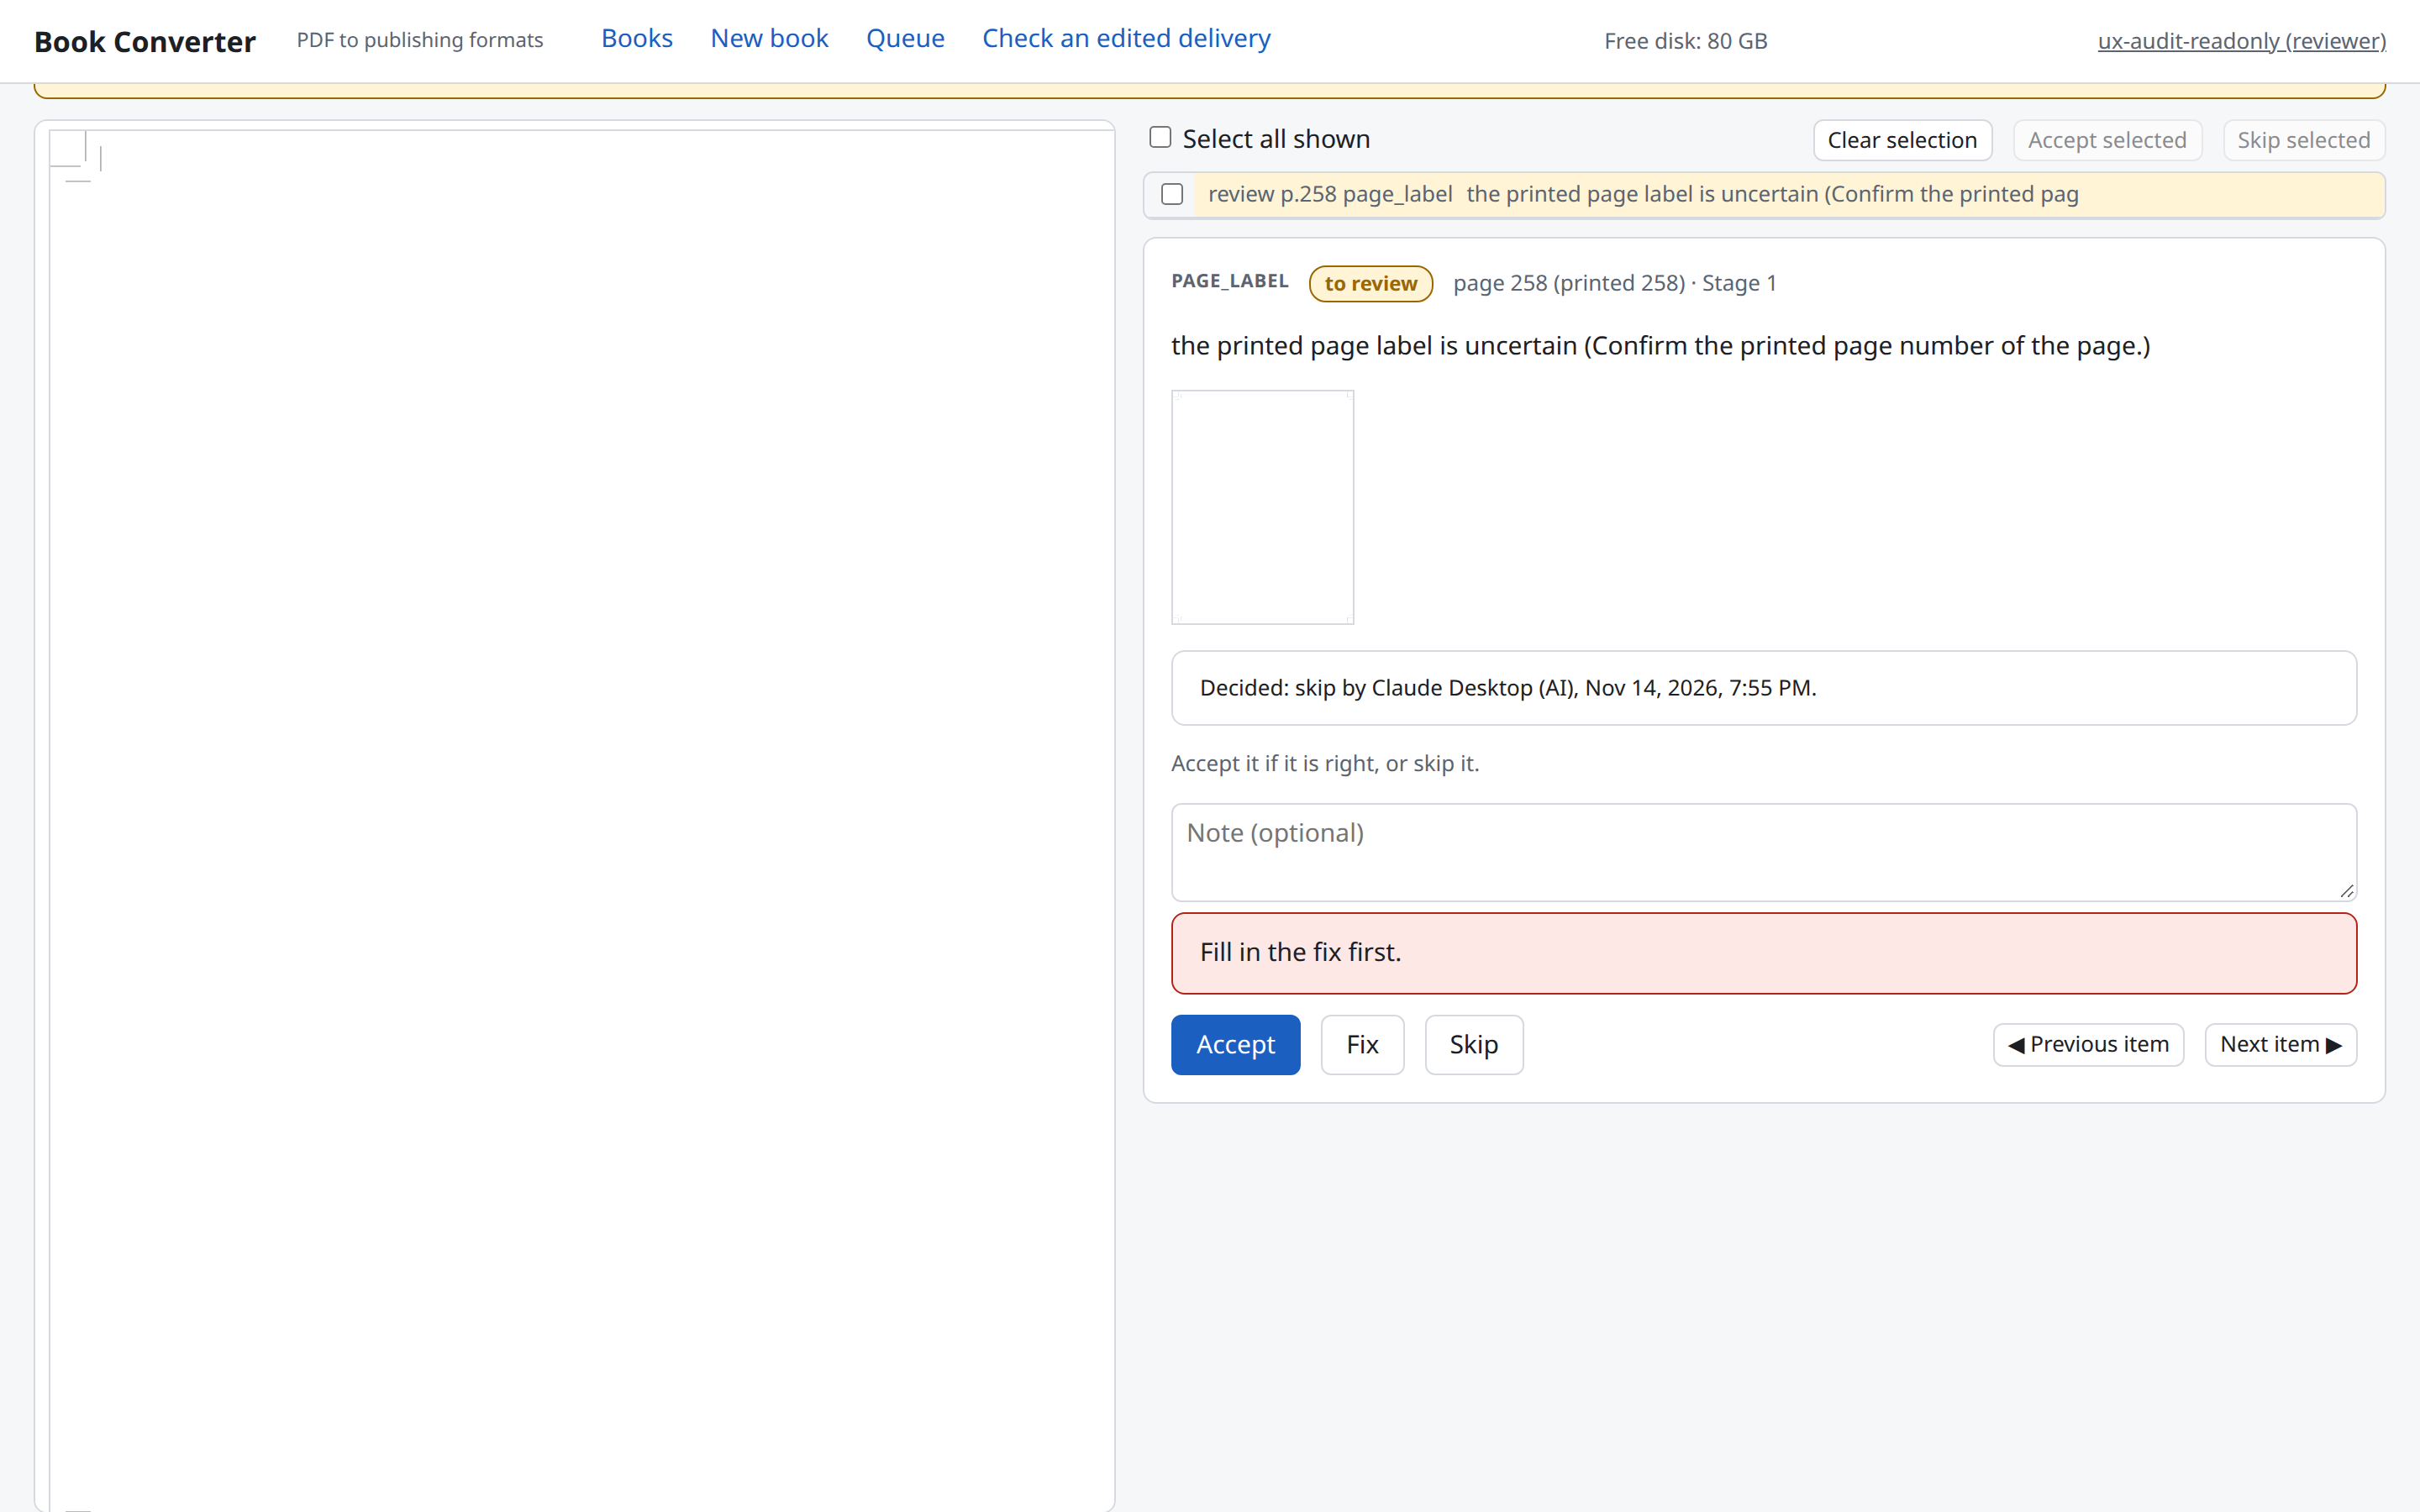 Book Converter PDF to publishing formats Books New book Queue Check an edited delivery Free disk: 80 GB ux-audit-readonly (reviewer)
Select all shown Clear selection Accept selected Skip selected
review p.258 page_label the printed page label is uncertain (Confirm the printed pag
PAGE_LABEL to review page 258 (printed 258) · Stage 1
the printed page label is uncertain (Confirm the printed page number of the page.)
Decided: skip by Claude Desktop (AI), Nov 14, 2026, 7:55 PM.
Accept it if it is right, or skip it.
Note (optional)
Fill in the fix first.
Accept Fix Skip ◀ Previous item Next item ▶